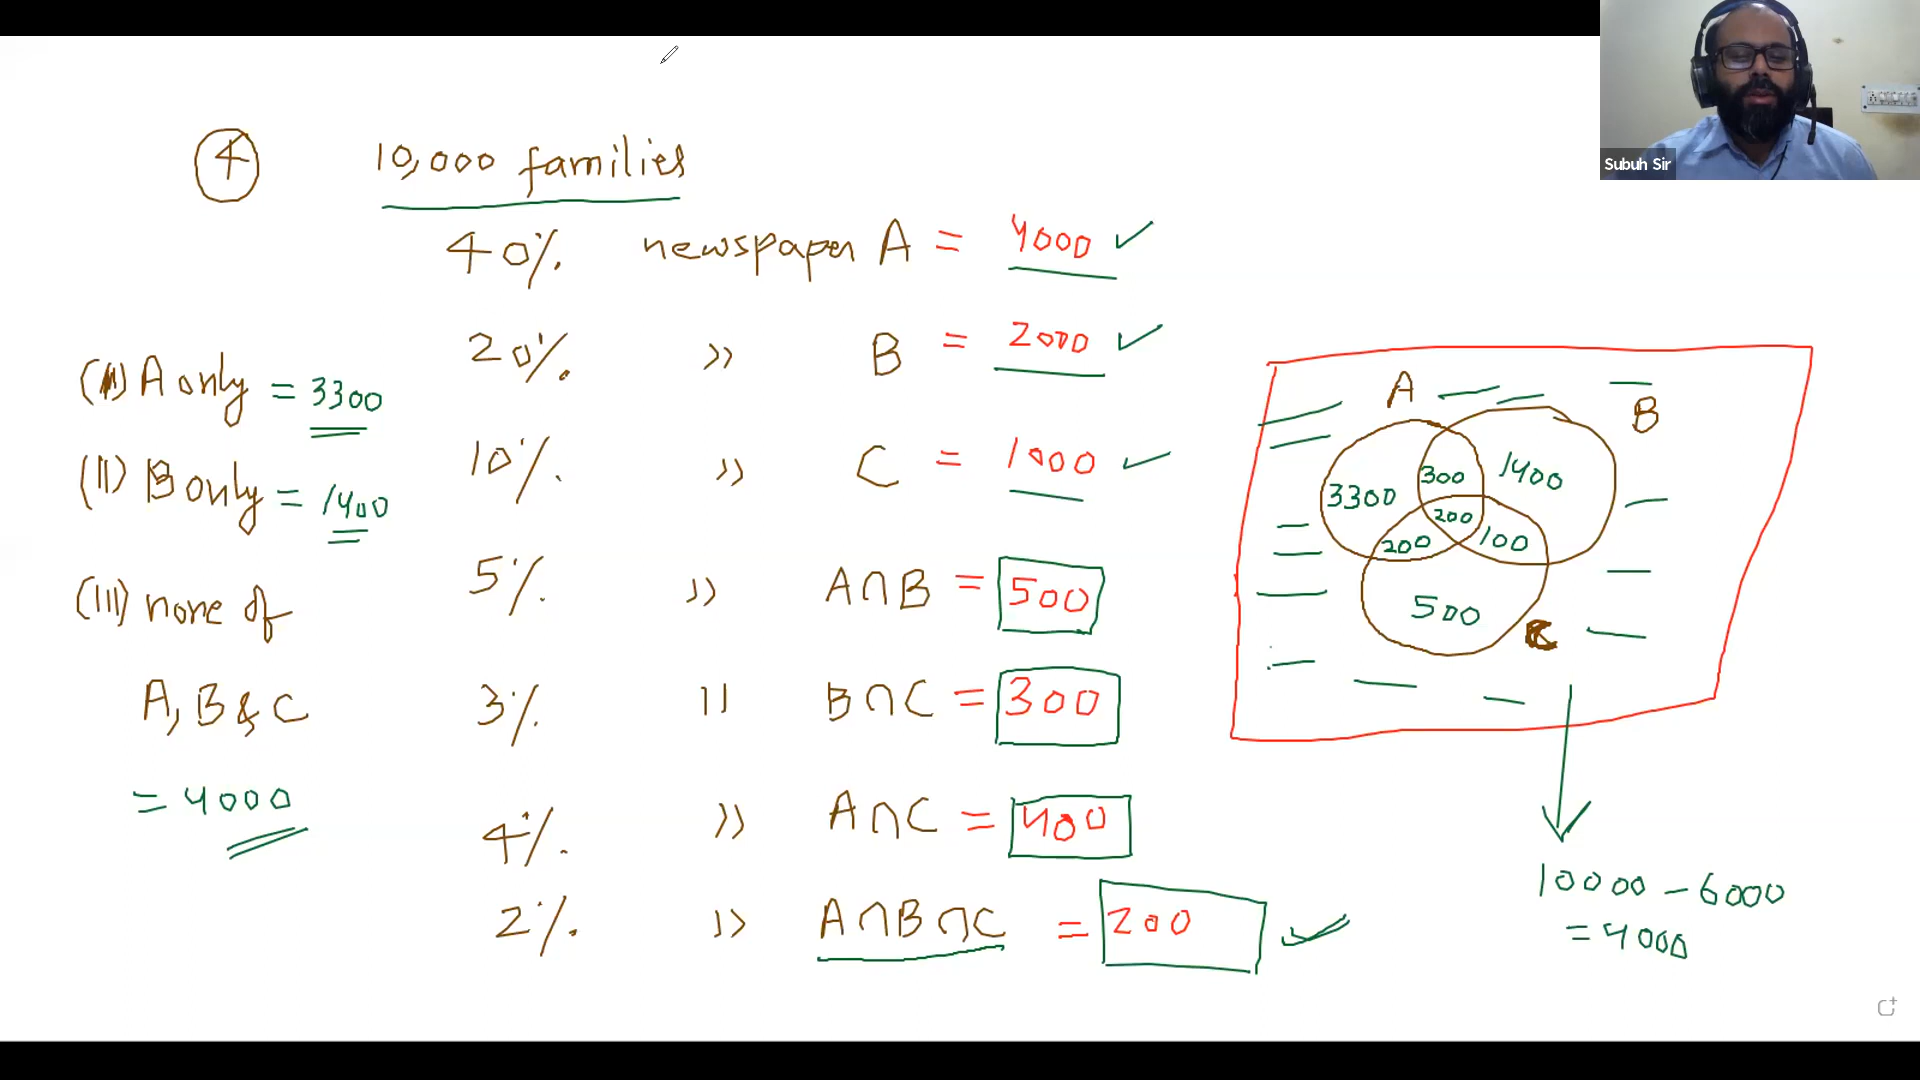 Subuh Sir
4 10,000 families
40% newspaper A = 4000 ✓
20% " B = 2000 ✓
10% " C = 1000 ✓
5% " A∩B = 500
3% " B∩C = 300
4% " A∩C = 400
2% " A∩B∩C = 200 ✓
(I) A only = 3300
(II) B only = 1400
(III) none of
A, B & C
= 4000
A B
3300 300 1400
200
200 100
500 C
10000 - 6000
= 4000